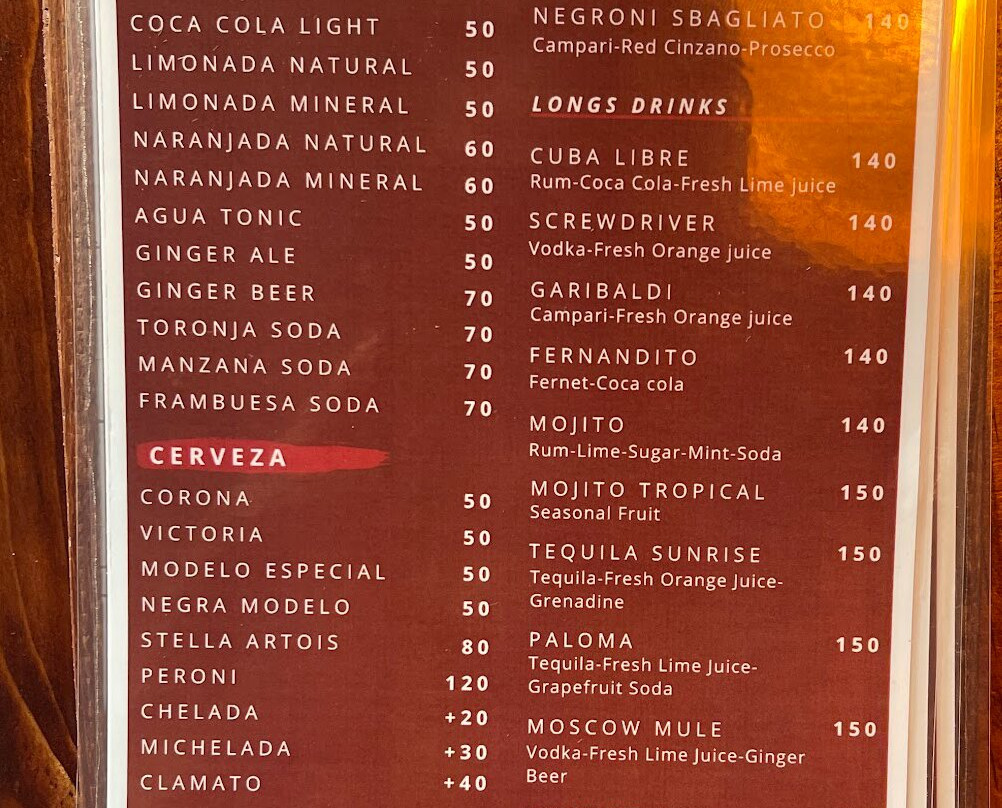 COCA COLA LIGHT 50
LIMONADA NATURAL 50
LIMONADA MINERAL 50
NARANJADA NATURAL 60
NARANJADA MINERAL 60
AGUA TONIC 50
GINGER ALE 50
GINGER BEER 70
TORONJA SODA 70
MANZANA SODA 70
FRAMBUESA SODA 70
CERVEZA
CORONA 50
VICTORIA 50
MODELO ESPECIAL 50
NEGRA MODELO 50
STELLA ARTOIS 80
PERONI 120
CHELADA +20
MICHELADA +30
CLAMATO +40
NEGRONI SBAGLIATO 140
Campari-Red Cinzano-Prosecco
LONGS DRINKS
CUBA LIBRE 140
Rum-Coca Cola-Fresh Lime juice
SCREWDRIVER 140
Vodka-Fresh Orange juice
GARIBALDI 140
Campari-Fresh Orange juice
FERNANDITO 140
Fernet-Coca cola
MOJITO 140
Rum-Lime-Sugar-Mint-Soda
MOJITO TROPICAL 150
Seasonal Fruit
TEQUILA SUNRISE 150
Tequila-Fresh Orange Juice-
Grenadine
PALOMA 150
Tequila-Fresh Lime Juice-
Grapefruit Soda
MOSCOW MULE 150
Vodka-Fresh Lime Juice-Ginger
Beer